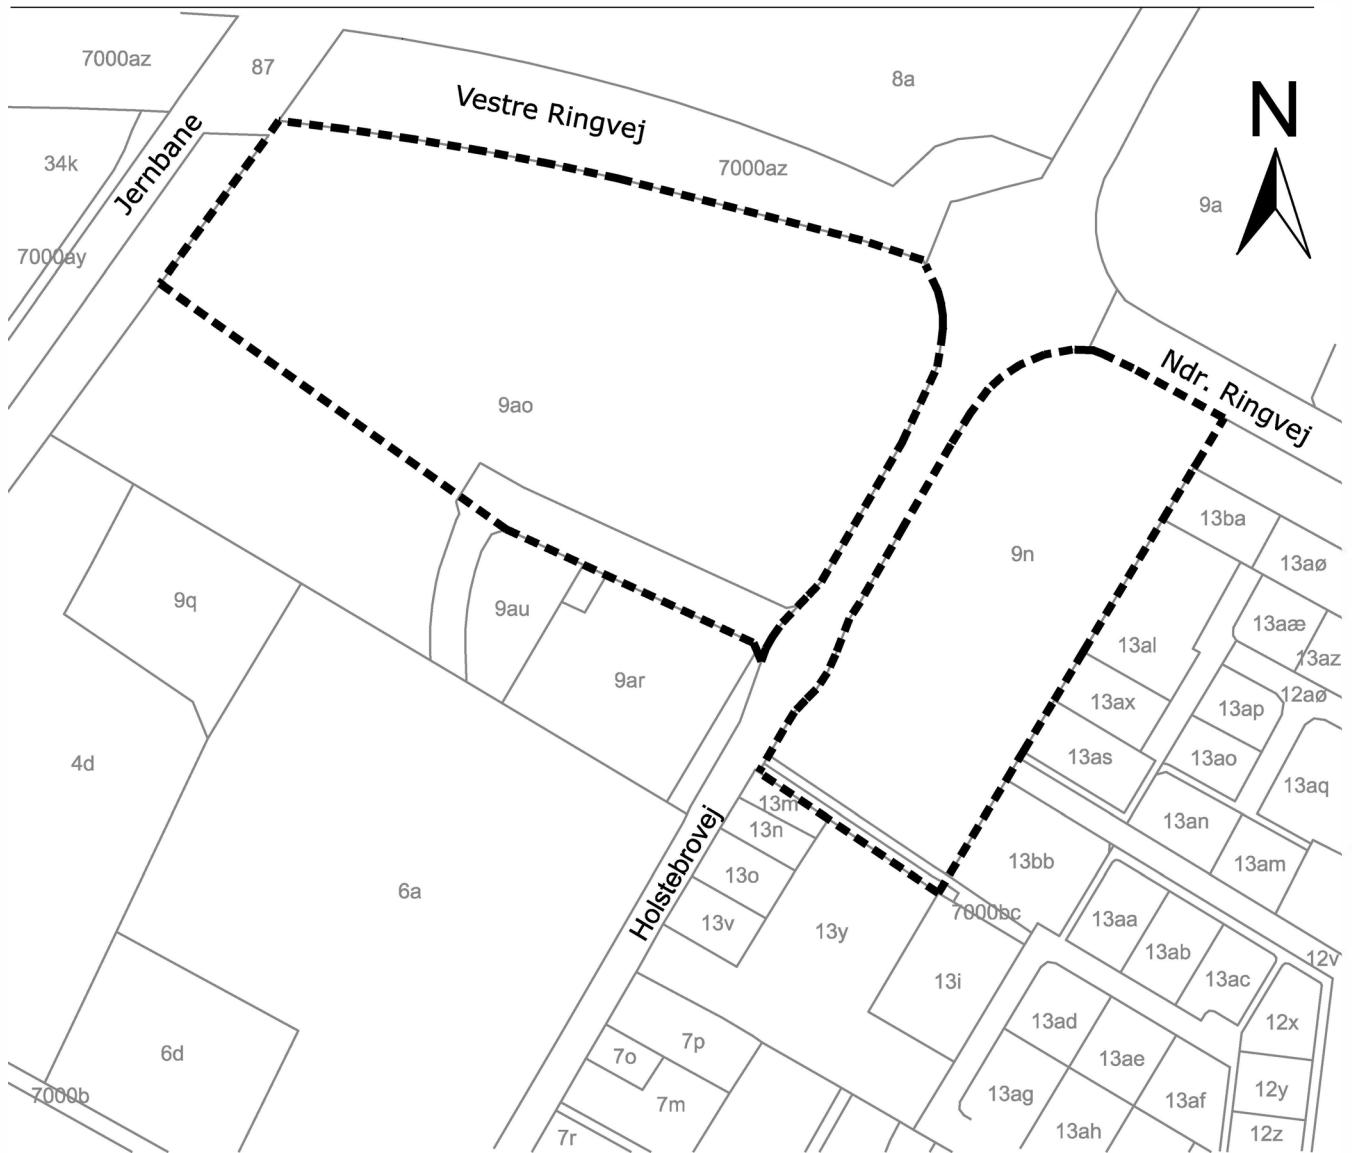 7000az
87
8a
Vestre Ringvej
N
Jernbane
34k
7000az
9a
7000ay
Ndr. Ringvej
9ao
13ba
9n
13aø
9q
9au
13aæ
13al
13az
9ar
12aø
13ax
13ap
4d
13as
13ao
13aq
13m
13n
13an
Holstebrovej
13bb
13am
13o
6a
7000bc
13aa
13v
13y
13ab
12v
13ac
13i
13ad
12x
7p
6d
7o
13ae
7000b
13ag
12y
7m
13af
7r
13ah
12z